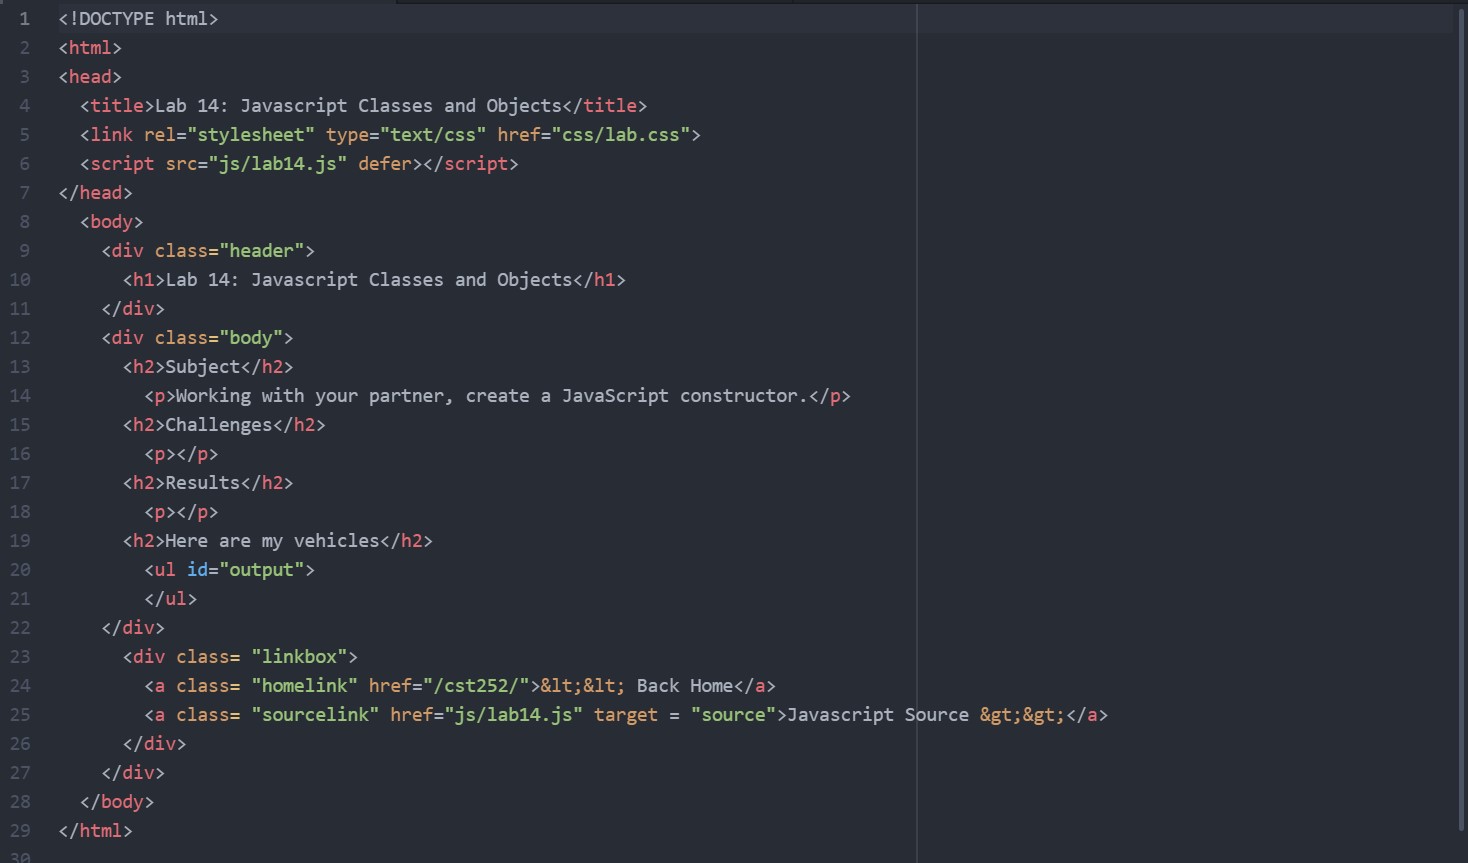 1 <!DOCTYPE html>
2 <html>
3 <head>
4   <title>Lab 14: Javascript Classes and Objects</title>
5   <link rel="stylesheet" type="text/css" href="css/lab.css">
6   <script src="js/lab14.js" defer></script>
7 </head>
8   <body>
9     <div class="header">
10       <h1>Lab 14: Javascript Classes and Objects</h1>
11     </div>
12     <div class="body">
13       <h2>Subject</h2>
14         <p>Working with your partner, create a JavaScript constructor.</p>
15       <h2>Challenges</h2>
16         <p></p>
17       <h2>Results</h2>
18         <p></p>
19       <h2>Here are my vehicles</h2>
20         <ul id="output">
21         </ul>
22     </div>
23       <div class= "linkbox">
24         <a class= "homelink" href="/cst252/">&lt;&lt; Back Home</a>
25         <a class= "sourcelink" href="js/lab14.js" target = "source">Javascript Source &gt;&gt;</a>
26       </div>
27     </div>
28   </body>
29 </html>
30